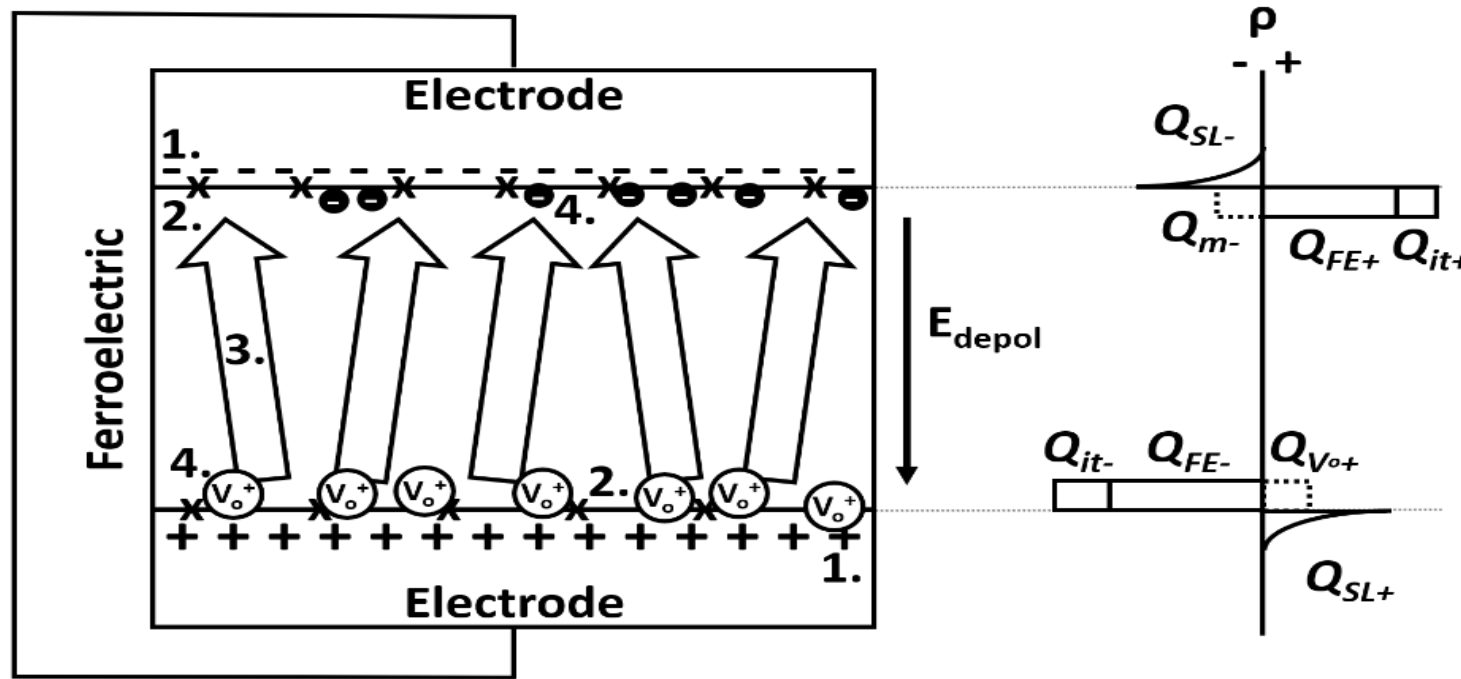 ρ
- +
Electrode
1.
- - - - - - - - - - - - - - - - - -
x x x x x x x
2.
- - - - - - -
4.
Q_SL-
Q_m-
Q_FE+
Q_it+
Ferroelectric
3.
E_depol
4.
2.
V_o^+ V_o^+ V_o^+ V_o^+ V_o^+ V_o^+ V_o^+
x x x x x
+ + + + + + + + + + + + + +
1.
Electrode
Q_it-
Q_FE-
Q_Vo+
Q_SL+